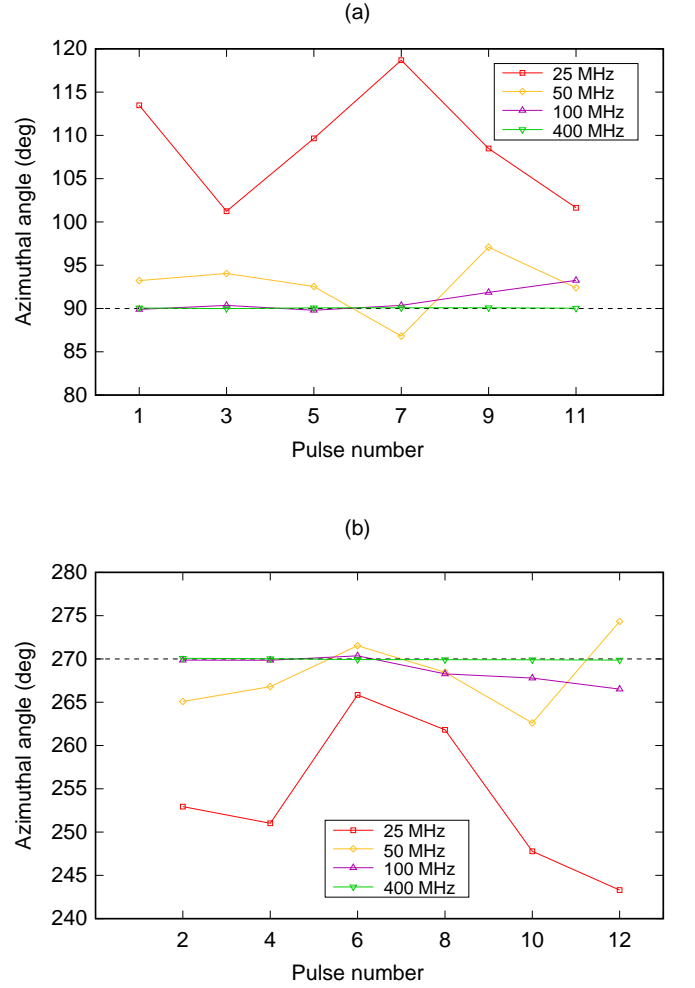 (a)
120
115
110
105
100
95
90
85
80
Azimuthal angle (deg)
25 MHz
50 MHz
100 MHz
400 MHz
1 3 5 7 9 11
Pulse number
(b)
280
275
270
265
260
255
250
245
240
Azimuthal angle (deg)
25 MHz
50 MHz
100 MHz
400 MHz
2 4 6 8 10 12
Pulse number